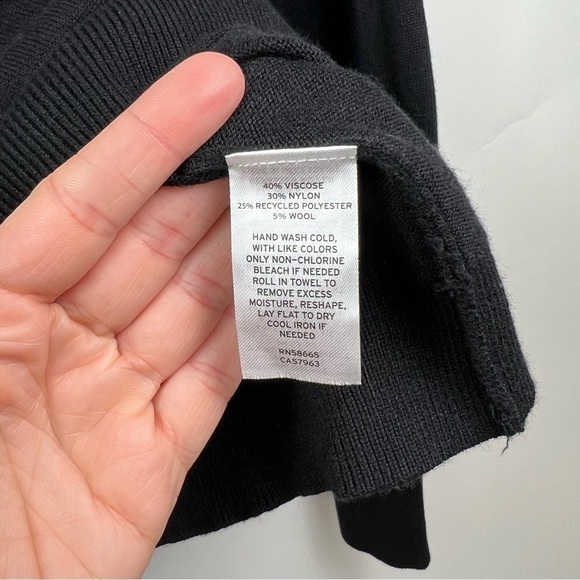 40% VISCOSE
30% NYLON
25% RECYCLED POLYESTER
5% WOOL
HAND WASH COLD,
WITH LIKE COLORS
ONLY NON-CHLORINE
BLEACH IF NEEDED
ROLL IN TOWEL TO
REMOVE EXCESS
MOISTURE, RESHAPE,
LAY FLAT TO DRY
COOL IRON IF
NEEDED
RN58665
CA57963